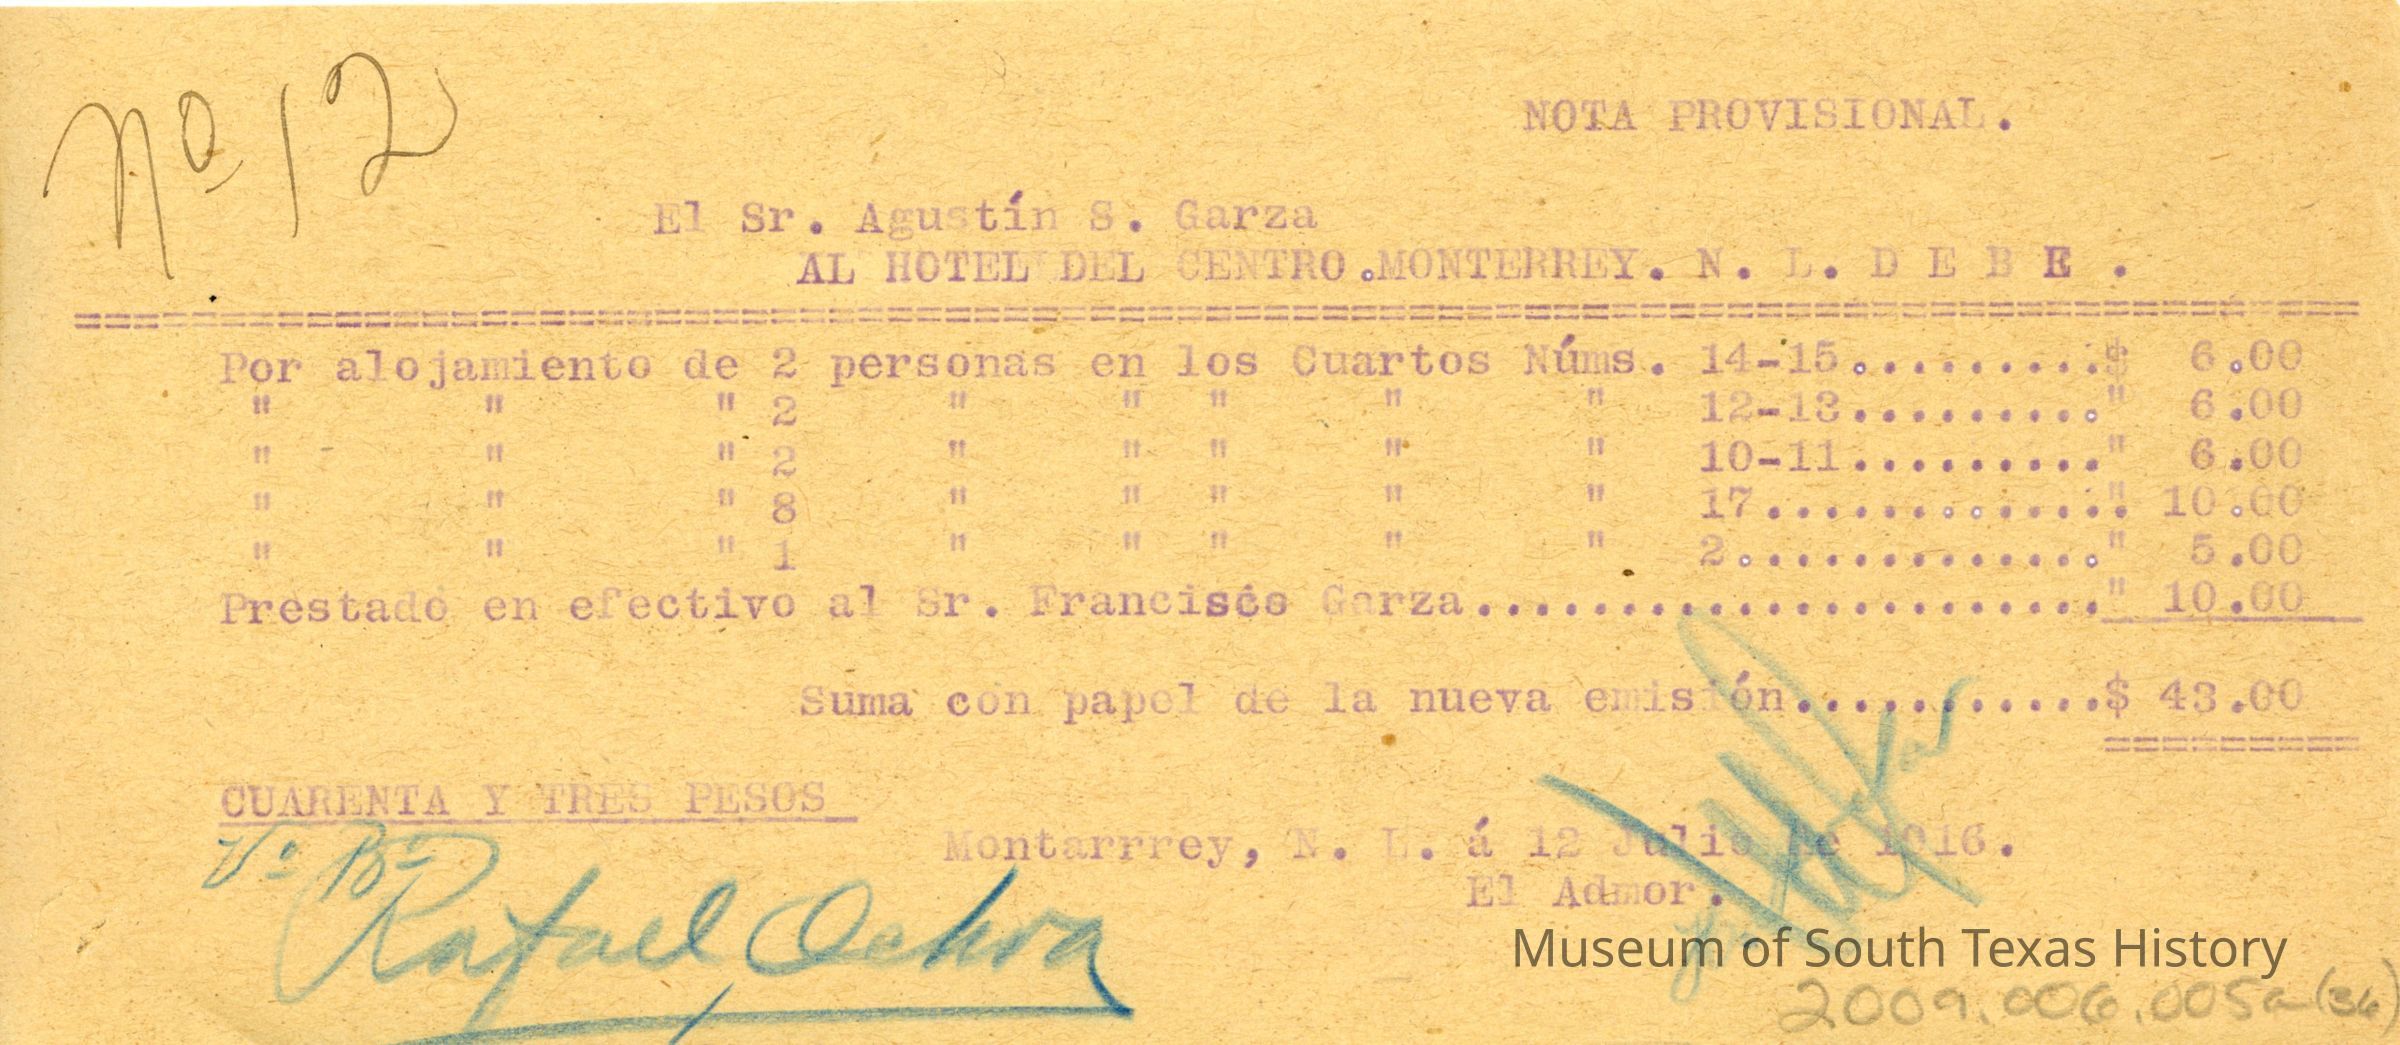 Nº 12
NOTA PROVISIONAL.
El Sr. Agustín S. Garza
AL HOTEL DEL CENTRO.MONTERREY. N. L. D E B E .
================================================================================
Por alojamiento de 2 personas en los Cuartos Núms. 14-15.........$ 6.00
" " " 2 " " " " " 12-13........." 6.00
" " " 2 " " " " " 10-11........." 6.00
" " " 8 " " " " " 17............." 10.00
" " " 1 " " " " " 2.............." 5.00
Prestado en efectivo al Sr. Francisco Garza......................" 10.00
Suma con papel de la nueva emisión...........$ 43.00
=========
CUARENTA Y TRES PESOS
Vº Bº
Montarrrey, N. L. á 12 Julio de 1916.
El Admor.
Rafael Ochoa
Museum of South Texas History
2009.006.005a(36)